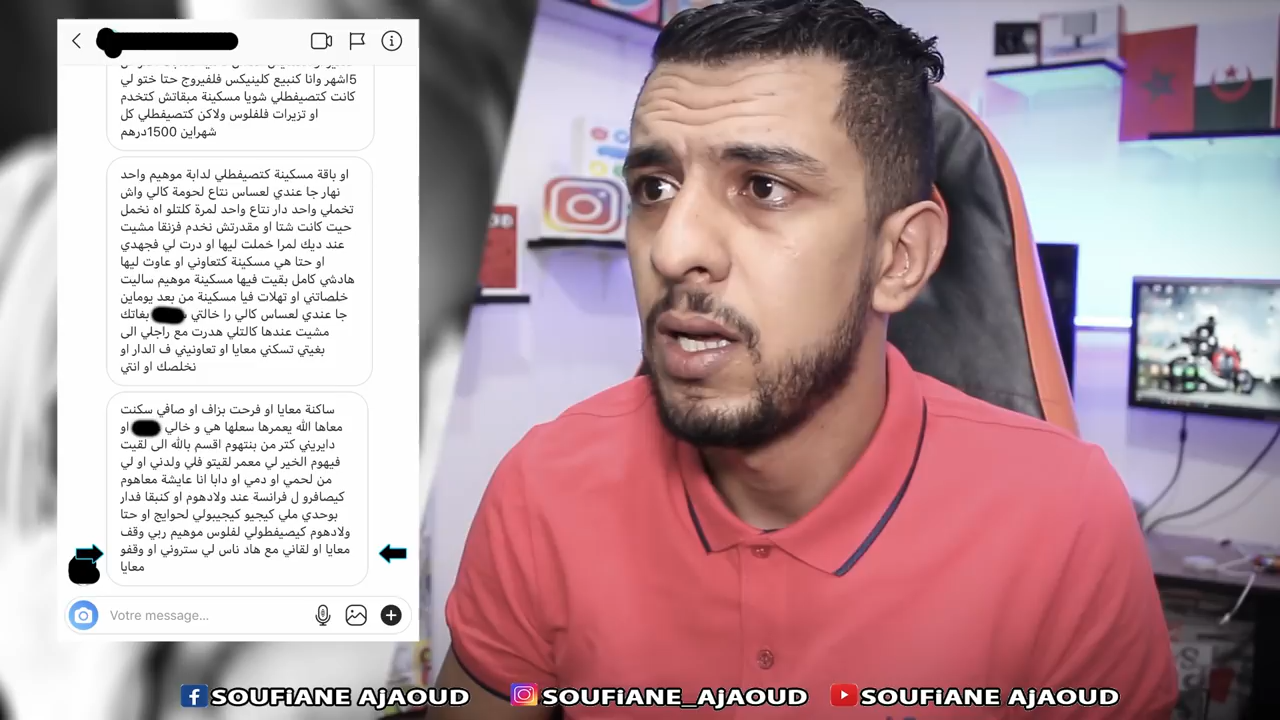 5اشهر وانا كنبيع كلينيكس فلفيروج حتا ختو لي
كانت كتصيفطلي شويا مسكينة مبقاتش كتخدم
او تزيرات فلفلوس ولاكن كتصيفطلي كل
شهراين 1500درهم
او باقة مسكينة كتصيفطلي لدابة موهيم واحد
نهار جا عندي لعساس نتاع لحومة كالي واش
تخملي واحد دار نتاع واحد لمرة كلتلو اه نخمل
حيت كانت شتا او مقدرتش نخدم فزنقا مشيت
عند ديك لمرا خملت ليها او درت لي فجهدي
او حتا هي مسكينة كتعاوني او عاوت ليها
هادشي كامل بقيت فيها مسكينة موهيم ساليت
خلصاتني او تهلات فيا مسكينة من بعد يوماين
جا عندي لعساس كالي را خالتي بغاتك
مشيت عندها كالتلي هدرت مع راجلي الى
بغيتي تسكني معايا او تعاونيني ف الدار او
نخلصك او انتي
ساكنة معايا او فرحت بزاف او صافي سكنت
معاها الله يعمرها سعلها هي و خالي او
دايريني كتر من بنتهوم اقسم بالله الى لقيت
فيهوم الخير لي معمر لقيتو فلي ولدني او لي
من لحمي او دمي او دابا انا عايشة معاهوم
كيصافرو ل فرانسة عند ولادهوم او كنبقا فدار
بوحدي ملي كيجيو كيجيبولي لحوايج او حتا
ولادهوم كيصيفطولي لفلوس موهيم ربي وقف
معايا او لقاني مع هاد ناس لي ستروني او وقفو
معايا
Votre message...
SOUFiANE AjAOUD
SOUFiANE_AjAOUD
SOUFiANE AjAOUD